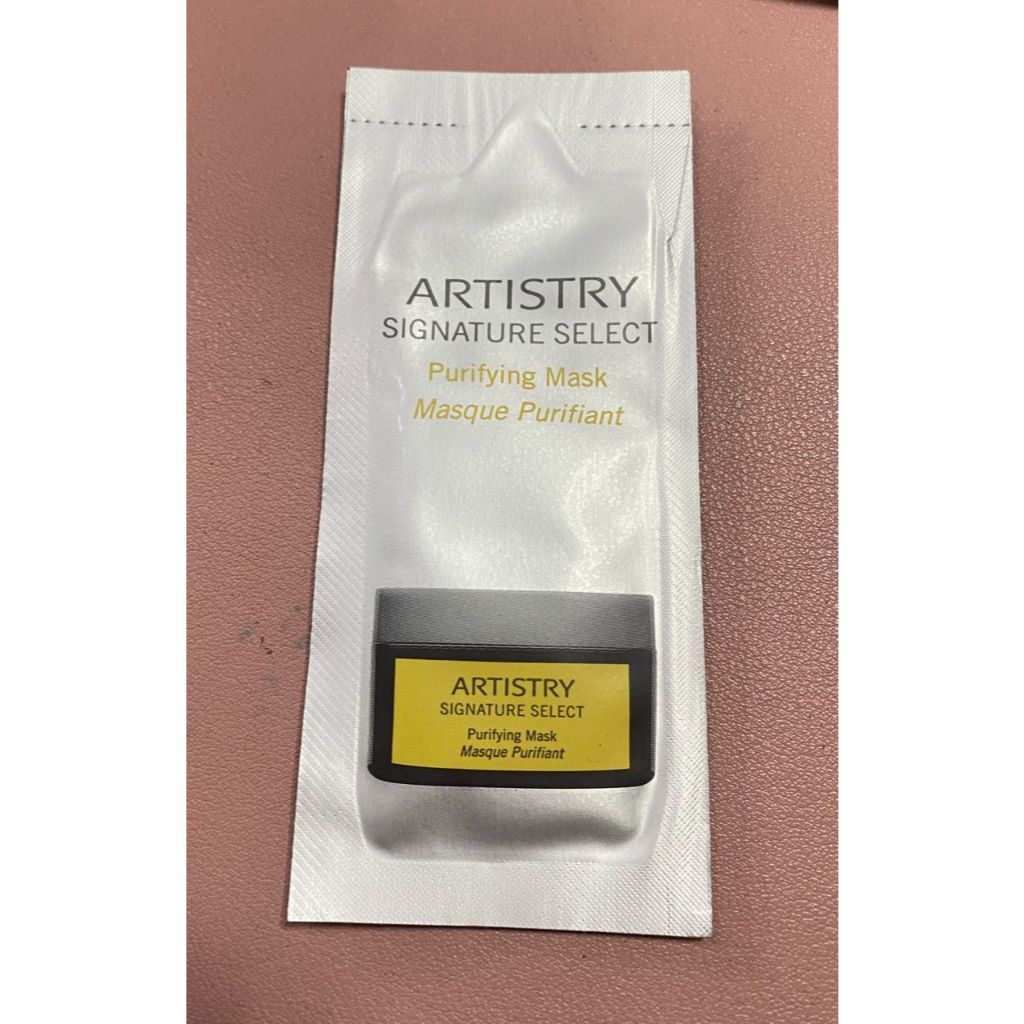 ARTISTRY
SIGNATURE SELECT
Purifying Mask
Masque Purifiant
ARTISTRY
SIGNATURE SELECT
Purifying Mask
Masque Purifiant